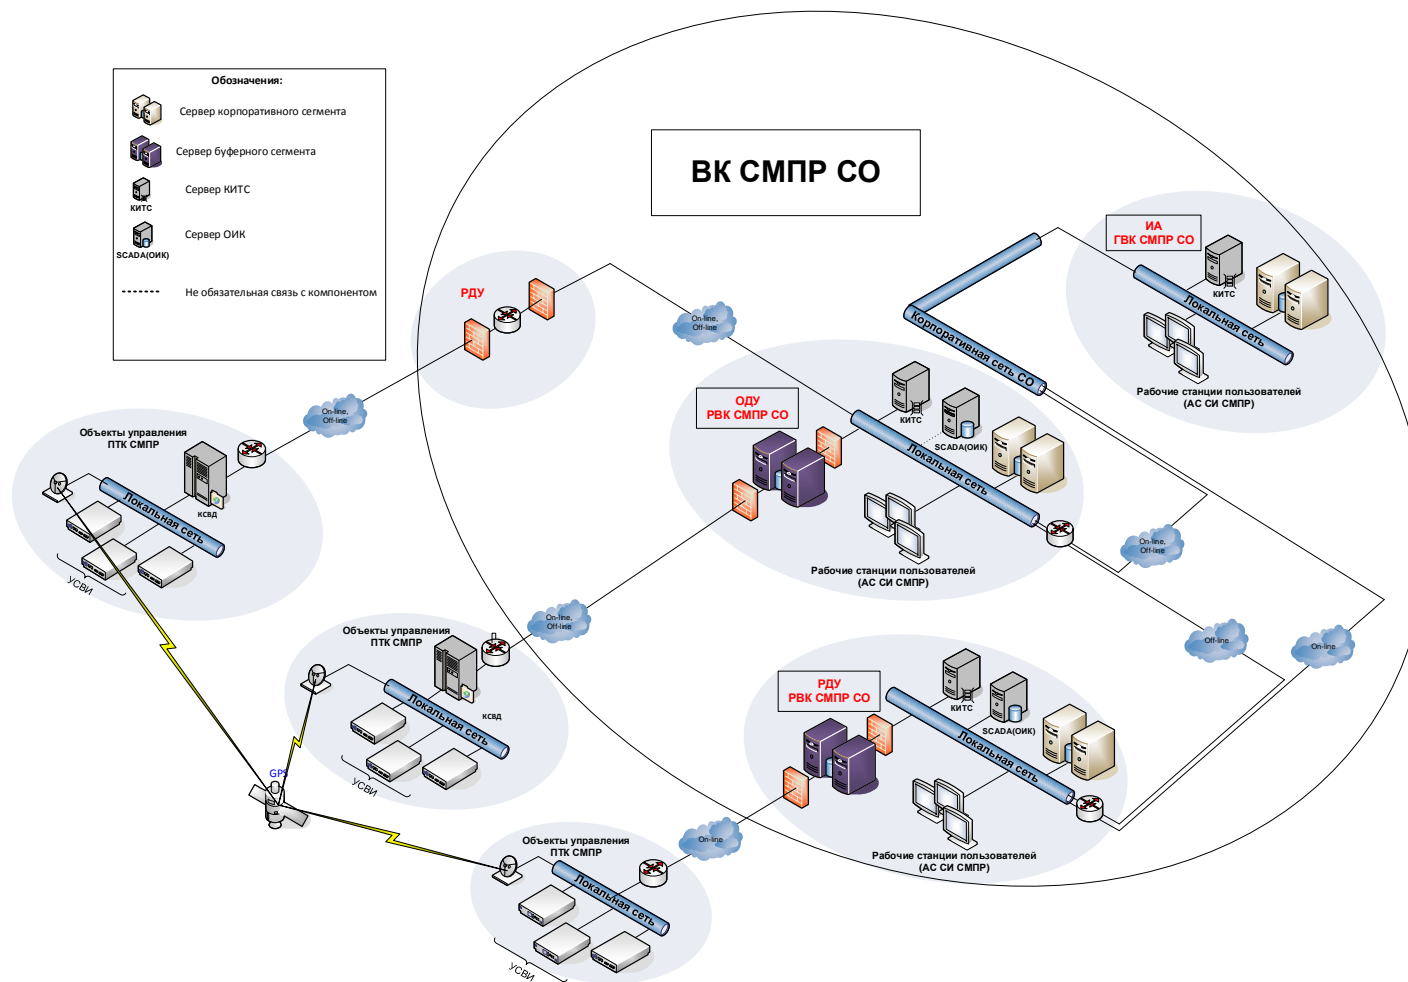 Обозначения:
Сервер корпоративного сегмента
Сервер буферного сегмента
Сервер КИТС
КИТС
Сервер ОИК
SCADA(ОИК)
Не обязательная связь с компонентом
ВК СМПР СО
ИА
ГВК СМПР СО
КИТС
Локальная сеть
Рабочие станции пользователей
(АС СИ СМПР)
Корпоративная сеть СО
РДУ
On-line,
Off-line
On-line,
Off-line
ОДУ
РВК СМПР СО
КИТС
SCADA(ОИК)
Локальная сеть
Рабочие станции пользователей
(АС СИ СМПР)
On-line,
Off-line
Off-line
On-line
Объекты управления
ПТК СМПР
КСВД
Локальная сеть
УСВИ
On-line,
Off-line
Объекты управления
ПТК СМПР
КСВД
Локальная сеть
УСВИ
GPS
РДУ
РВК СМПР СО
КИТС
SCADA(ОИК)
Локальная сеть
Рабочие станции пользователей
(АС СИ СМПР)
On-line
Объекты управления
ПТК СМПР
Локальная сеть
УСВИ